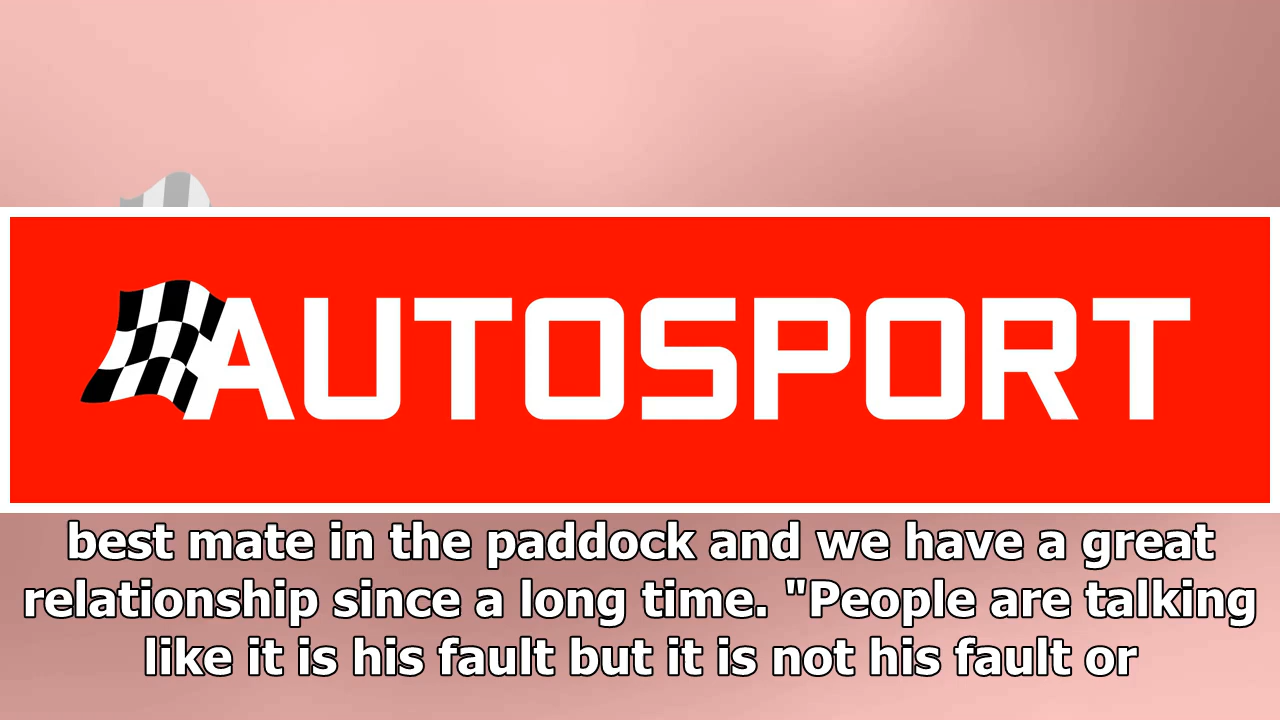 AUTOSPORT
best mate in the paddock and we have a great
relationship since a long time. "People are talking
like it is his fault but it is not his fault or